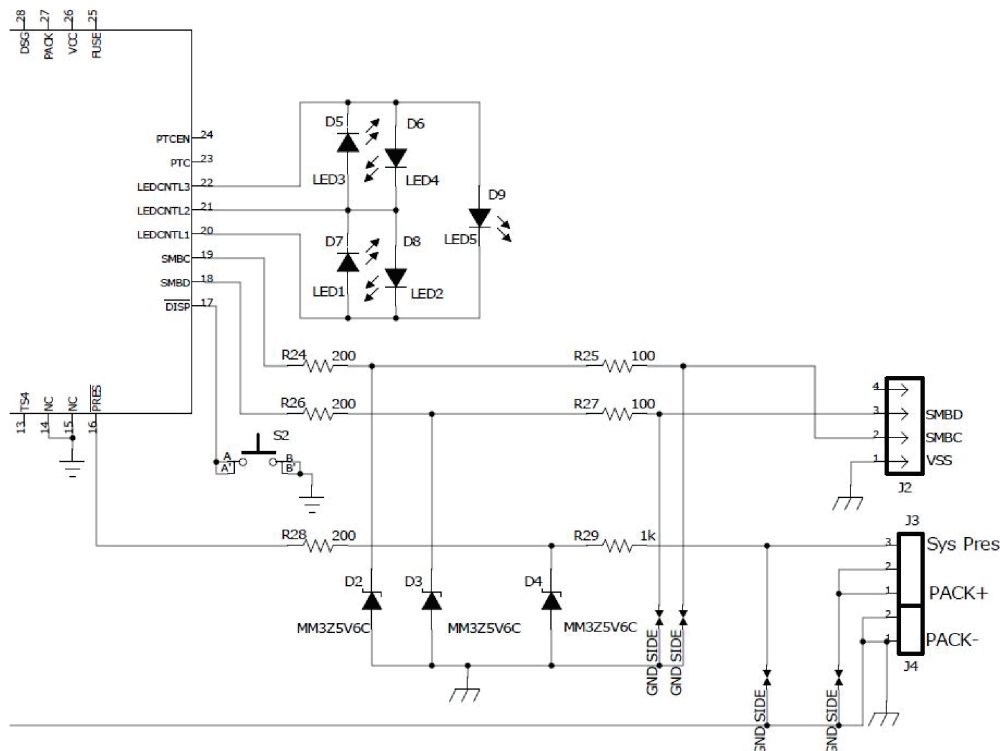 28 27 26 25
DSG PACK VCC FUSE
PTCEN 24
PTC 23
LEDCNTL3 22
LEDCNTL2 21
LEDCNTL1 20
SMBC 19
SMBD 18
DISP 17
TS4 NC NC PRES
13 14 15 16
D5 D6
LED3 LED4
D9
LED5
D7 D8
LED1 LED2
R24 200 R25 100
R26 200 R27 100
4
3 SMBD
2 SMBC
1 VSS
J2
S2
A B
A' B'
R28 200 R29 1k
J3
3 Sys Pres
2
1 PACK+
2
1 PACK-
J4
D2 D3 D4
MM3Z5V6C MM3Z5V6C MM3Z5V6C
GND SIDE GND SIDE
GND SIDE GND SIDE